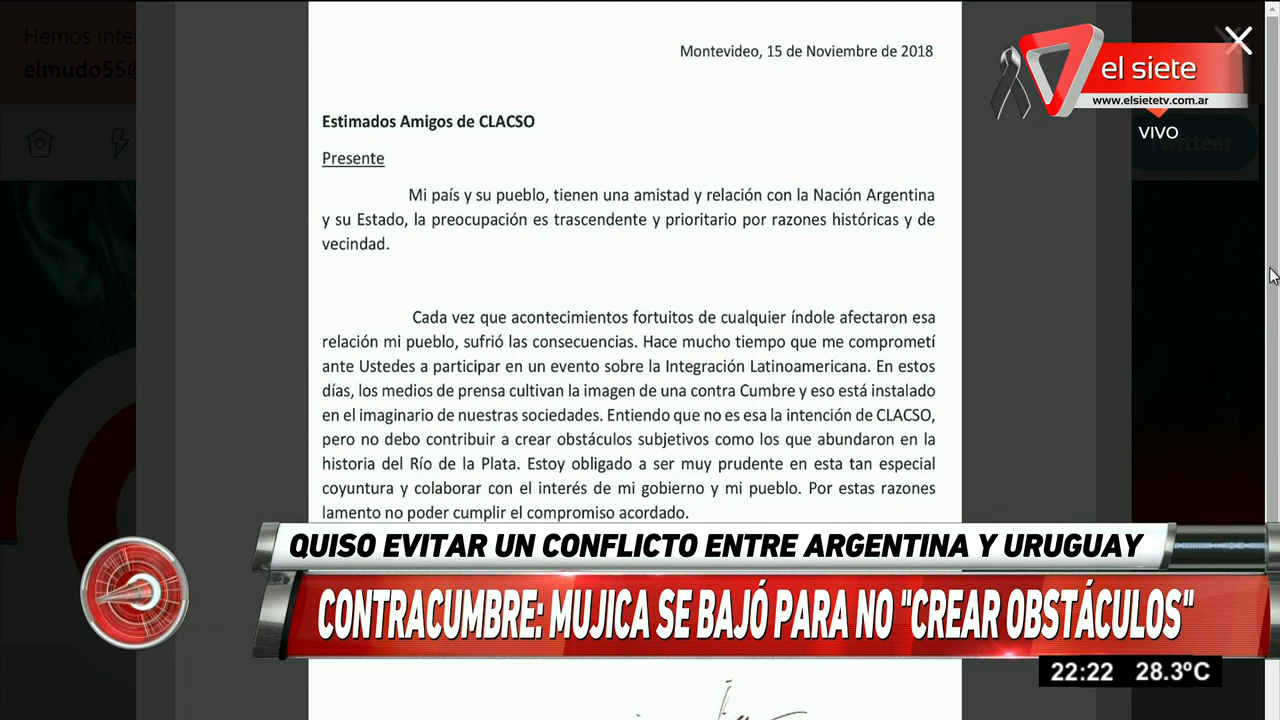 Hemos inte
elmudo55@
Montevideo, 15 de Noviembre de 2018
el siete
www.elsietetv.com.ar
VIVO
Twittear
Estimados Amigos de CLACSO
Presente
Mi país y su pueblo, tienen una amistad y relación con la Nación Argentina
y su Estado, la preocupación es trascendente y prioritario por razones históricas y de
vecindad.
Cada vez que acontecimientos fortuitos de cualquier índole afectaron esa
relación mi pueblo, sufrió las consecuencias. Hace mucho tiempo que me comprometí
ante Ustedes a participar en un evento sobre la Integración Latinoamericana. En estos
días, los medios de prensa cultivan la imagen de una contra Cumbre y eso está instalado
en el imaginario de nuestras sociedades. Entiendo que no es esa la intención de CLACSO,
pero no debo contribuir a crear obstáculos subjetivos como los que abundaron en la
historia del Río de la Plata. Estoy obligado a ser muy prudente en esta tan especial
coyuntura y colaborar con el interés de mi gobierno y mi pueblo. Por estas razones
lamento no poder cumplir el compromiso acordado.
QUISO EVITAR UN CONFLICTO ENTRE ARGENTINA Y URUGUAY
CONTRACUMBRE: MUJICA SE BAJÓ PARA NO "CREAR OBSTÁCULOS"
22:22 28.3ºC